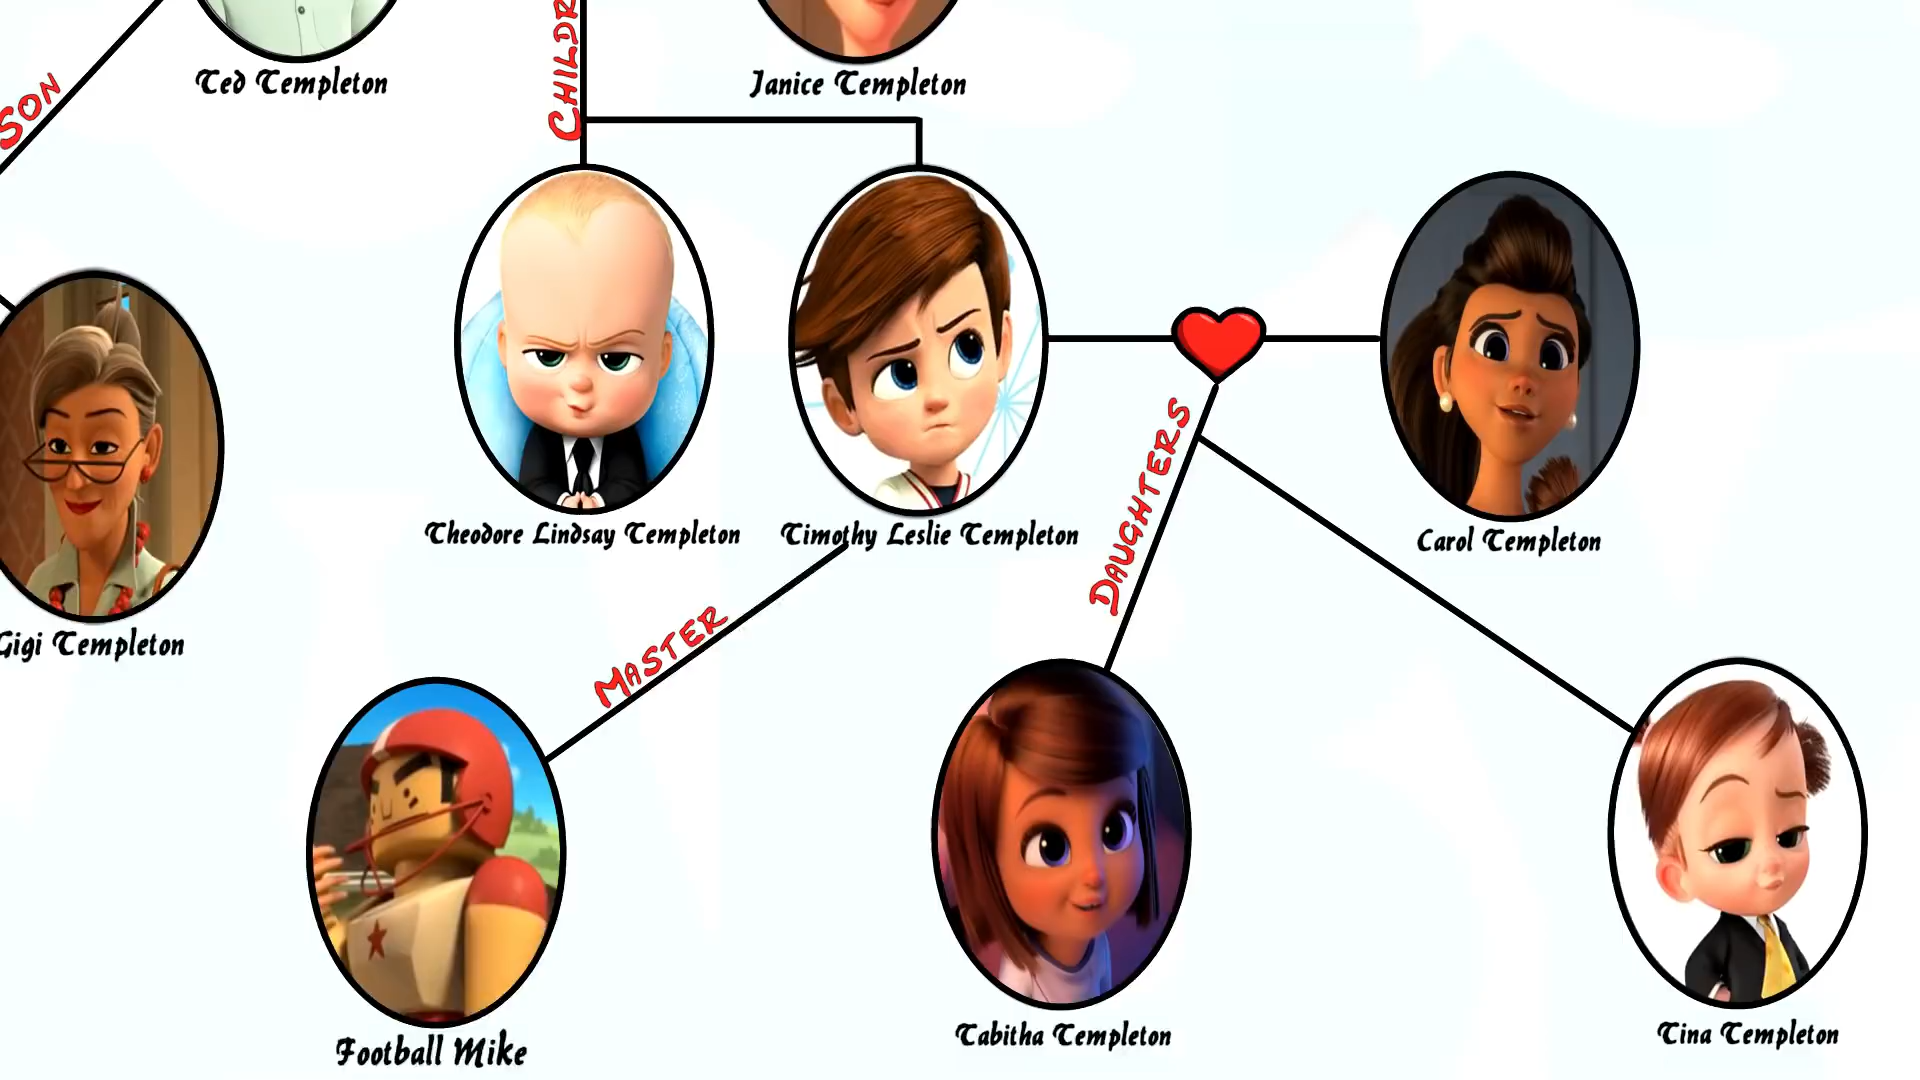 Ted Templeton
Janice Templeton
SON
Theodore Lindsay Templeton
Timothy Leslie Templeton
Carol Templeton
DAUGHTERS
Gigi Templeton
MASTER
Football Mike
Tabitha Templeton
Tina Templeton